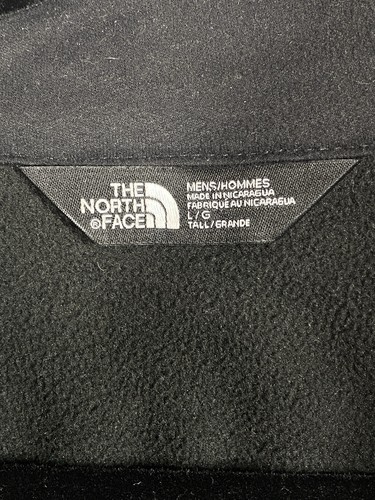 THE
NORTH
®FACE
MENS/HOMMES
MADE IN NICARAGUA
FABRIQUÉ AU NICARAGUA
L/G
TALL/GRANDE